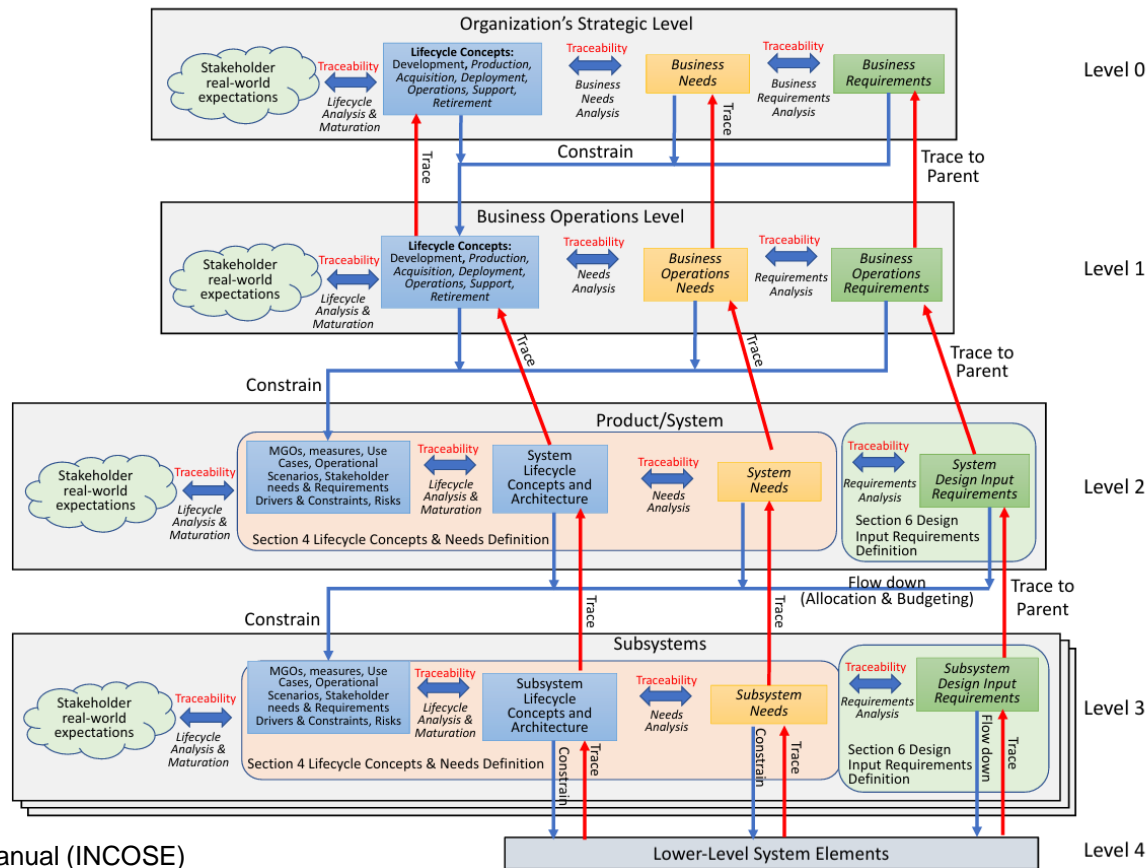 Organization's Strategic Level
Stakeholder
real-world
expectations
Traceability
Lifecycle
Analysis &
Maturation
Lifecycle Concepts:
Development, Production,
Acquisition, Deployment,
Operations, Support,
Retirement
Traceability
Business
Needs
Analysis
Business
Needs
Traceability
Business
Requirements
Analysis
Business
Requirements
Level 0
Trace
Constrain
Trace
Trace to
Parent
Business Operations Level
Stakeholder
real-world
expectations
Traceability
Lifecycle
Analysis &
Maturation
Lifecycle Concepts:
Development, Production,
Acquisition, Deployment,
Operations, Support,
Retirement
Traceability
Needs
Analysis
Business
Operations
Needs
Traceability
Requirements
Analysis
Business
Operations
Requirements
Level 1
Constrain
Trace
Trace
Trace to
Parent
Product/System
Stakeholder
real-world
expectations
Traceability
Lifecycle
Analysis &
Maturation
MGOs, measures, Use
Cases, Operational
Scenarios, Stakeholder
needs & Requirements
Drivers & Constraints, Risks
Traceability
Lifecycle
Analysis &
Maturation
System
Lifecycle
Concepts and
Architecture
Traceability
Needs
Analysis
System
Needs
Section 4 Lifecycle Concepts & Needs Definition
Traceability
Requirements
Analysis
System
Design Input
Requirements
Section 6 Design
Input Requirements
Definition
Level 2
Constrain
Trace
Trace
Flow down
(Allocation & Budgeting)
Trace to
Parent
Subsystems
Stakeholder
real-world
expectations
Traceability
Lifecycle
Analysis &
Maturation
MGOs, measures, Use
Cases, Operational
Scenarios, Stakeholder
needs & Requirements
Drivers & Constraints, Risks
Traceability
Lifecycle
Analysis &
Maturation
Subsystem
Lifecycle
Concepts and
Architecture
Traceability
Needs
Analysis
Subsystem
Needs
Section 4 Lifecycle Concepts & Needs Definition
Traceability
Requirements
Analysis
Subsystem
Design Input
Requirements
Section 6 Design
Input Requirements
Definition
Level 3
Constrain
Trace
Constrain
Trace
Flow down
Trace
Lower-Level System Elements
Level 4
anual (INCOSE)